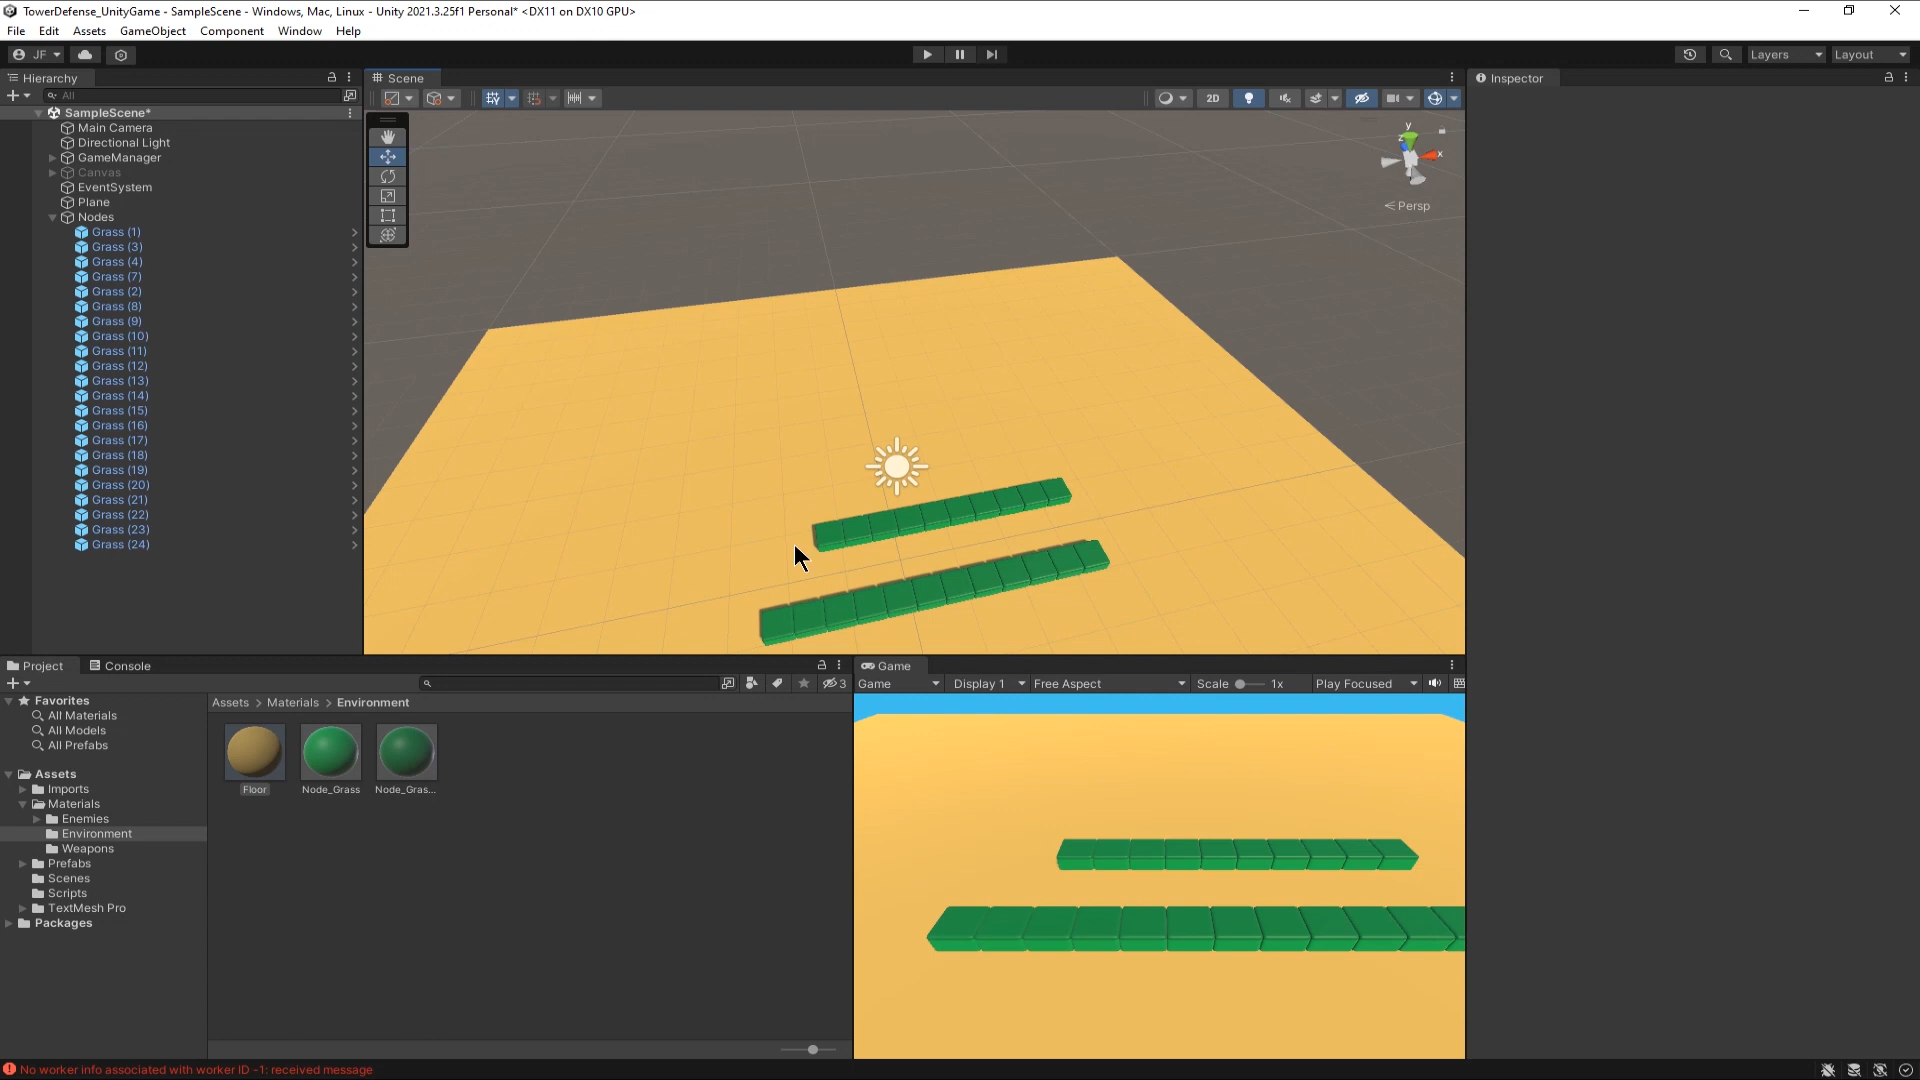 TowerDefense_UnityGame - SampleScene - Windows, Mac, Linux - Unity 2021.3.25f1 Personal* <DX11 on DX10 GPU>
File Edit Assets GameObject Component Window Help
JF
Layers
Layout
Hierarchy
All
SampleScene*
Main Camera
Directional Light
GameManager
Canvas
EventSystem
Plane
Nodes
Grass (1)
Grass (3)
Grass (4)
Grass (7)
Grass (2)
Grass (8)
Grass (9)
Grass (10)
Grass (11)
Grass (12)
Grass (13)
Grass (14)
Grass (15)
Grass (16)
Grass (17)
Grass (18)
Grass (19)
Grass (20)
Grass (21)
Grass (22)
Grass (23)
Grass (24)
Scene
2D
y
z
x
Persp
Inspector
Project
Console
3
Favorites
All Materials
All Models
All Prefabs
Assets
Imports
Materials
Enemies
Environment
Weapons
Prefabs
Scenes
Scripts
TextMesh Pro
Packages
Assets > Materials > Environment
Floor
Node_Grass
Node_Gras...
Game
Game Display 1 Free Aspect Scale 1x Play Focused
No worker info associated with worker ID -1: received message